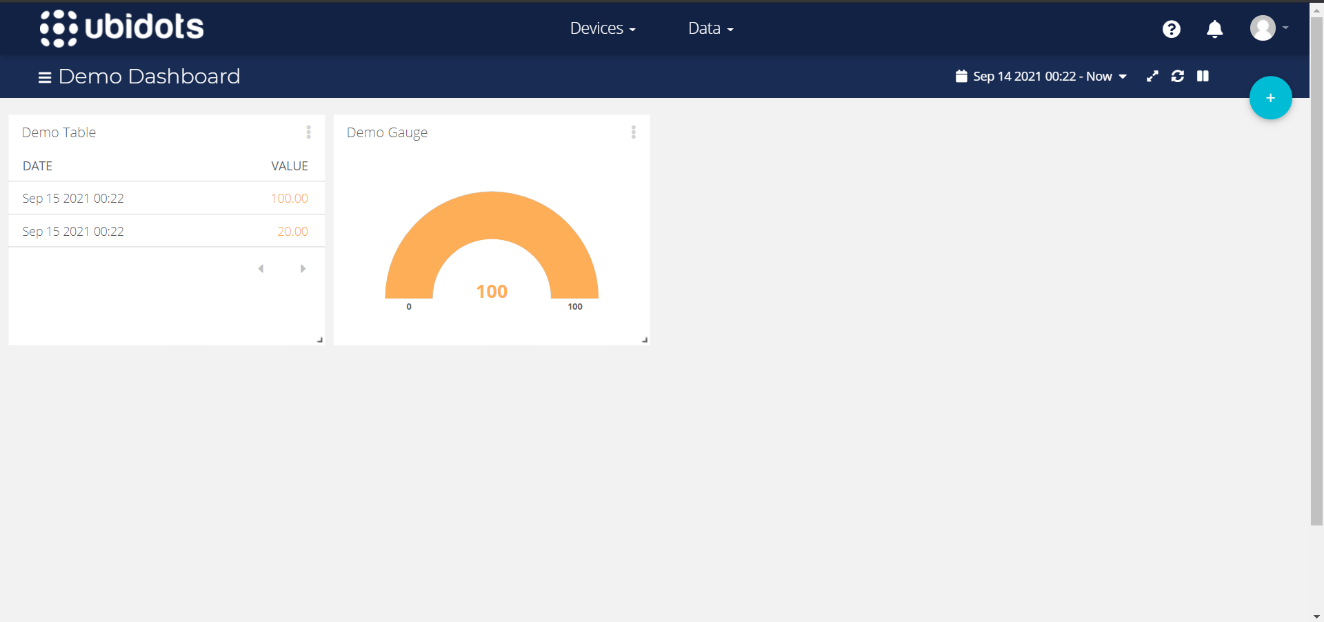 ubidots Devices Data
Demo Dashboard Sep 14 2021 00:22 - Now
+
Demo Table
DATE VALUE
Sep 15 2021 00:22 100.00
Sep 15 2021 00:22 20.00
Demo Gauge
100
0 100